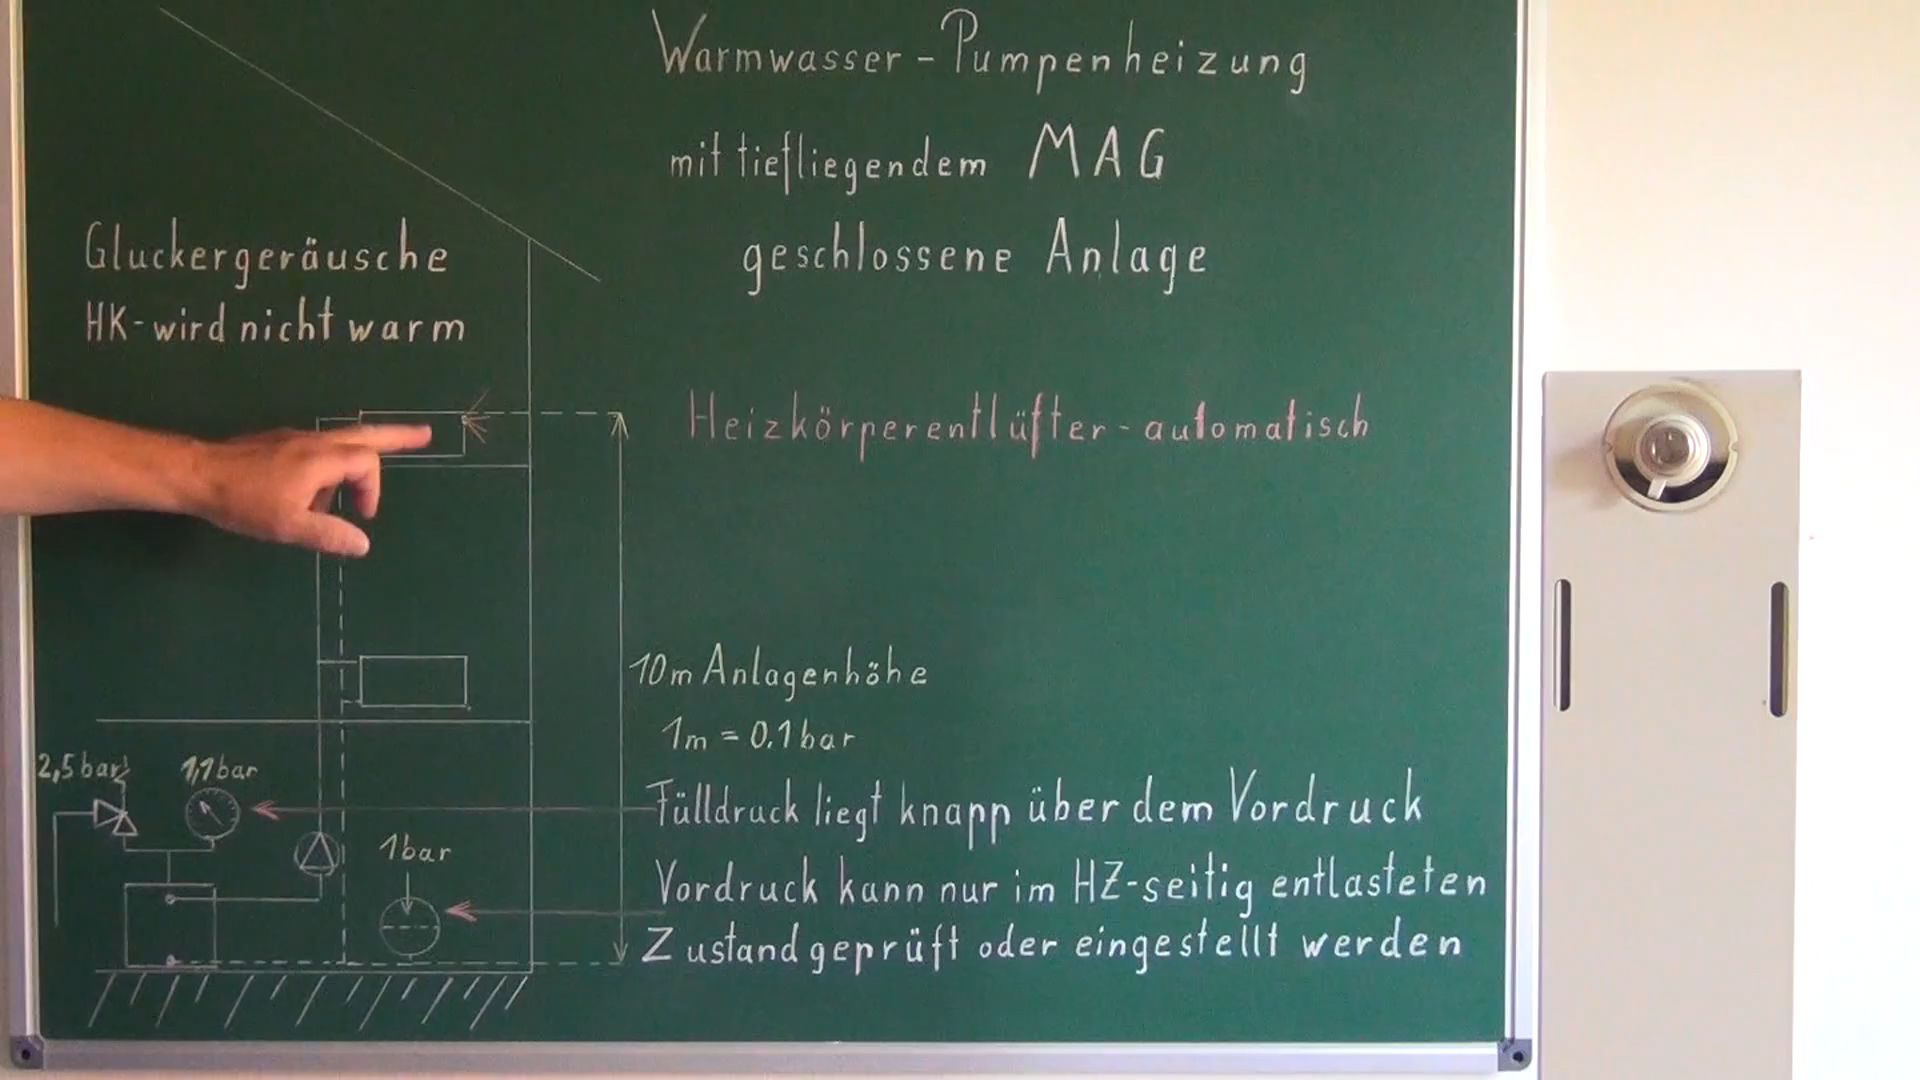 Warmwasser-Pumpenheizung
mit tiefliegendem MAG
geschlossene Anlage
Gluckergeräusche
HK-wird nicht warm
Heizkörperentlüfter-automatisch
10m Anlagenhöhe
1m = 0,1 bar
2,5 bar
1,1 bar
Fülldruck liegt knapp über dem Vordruck
1 bar
Vordruck kann nur im HZ-seitig entlasteten
Zustand geprüft oder eingestellt werden